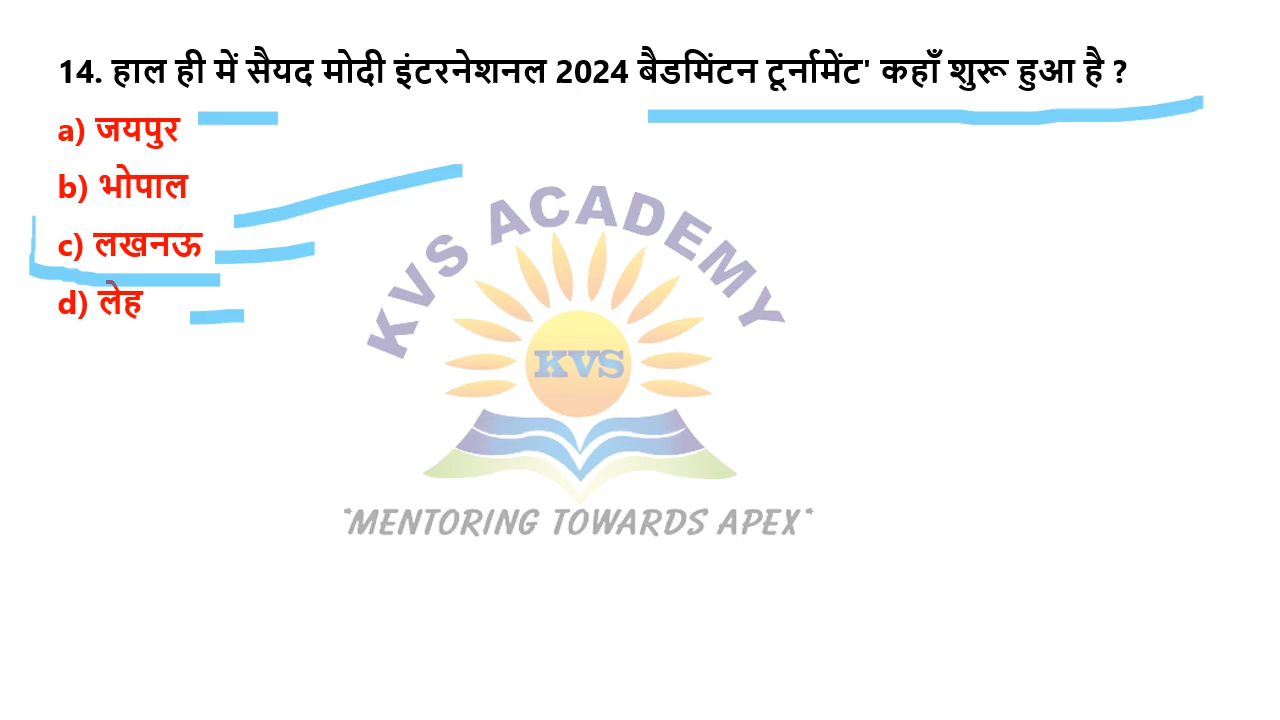 14. हाल ही में सैयद मोदी इंटरनेशनल 2024 बैडमिंटन टूर्नामेंट' कहाँ शुरू हुआ है ?
a) जयपुर
b) भोपाल
c) लखनऊ
d) लेह
KVS ACADEMY
KVS
"MENTORING TOWARDS APEX"